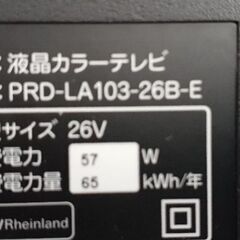 : 液晶カラーテレビ
: PRD-LA103-26B-E
サイズ 26V
電力 57 W
電力量 65 kWh/年
Rheinland